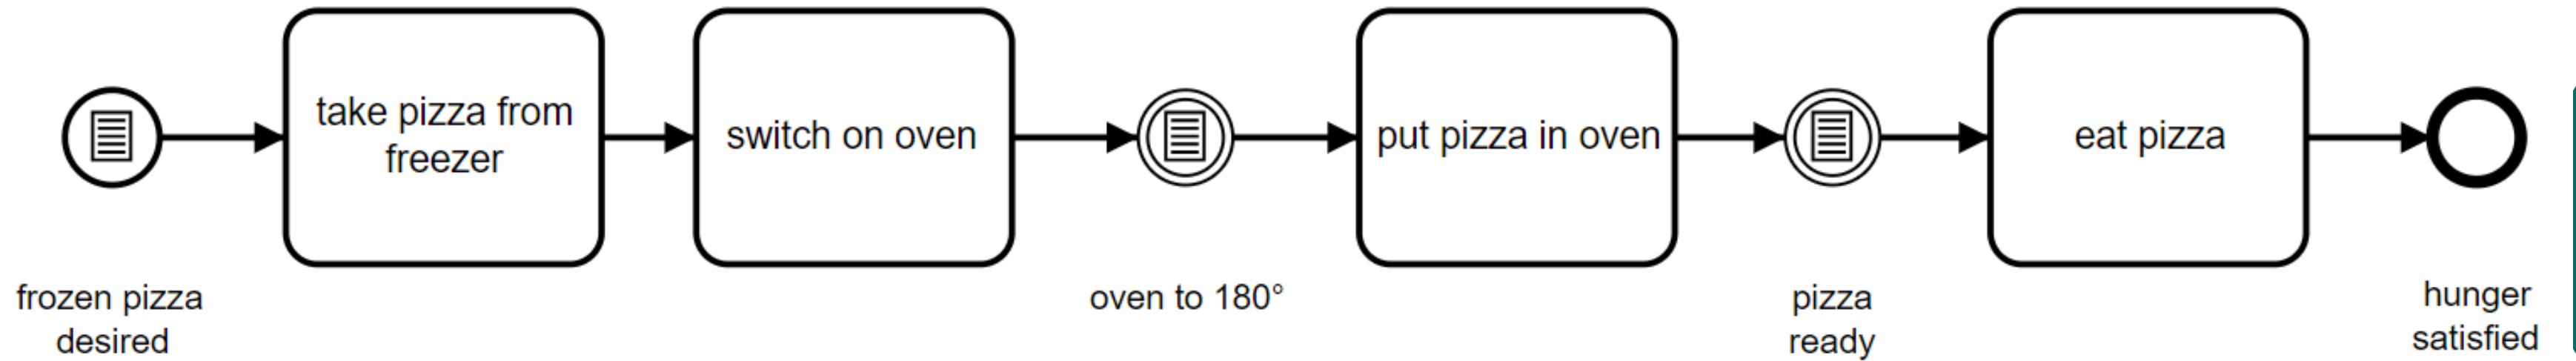 take pizza from
freezer
switch on oven
put pizza in oven
eat pizza
frozen pizza
desired
oven to 180°
pizza
ready
hunger
satisfied